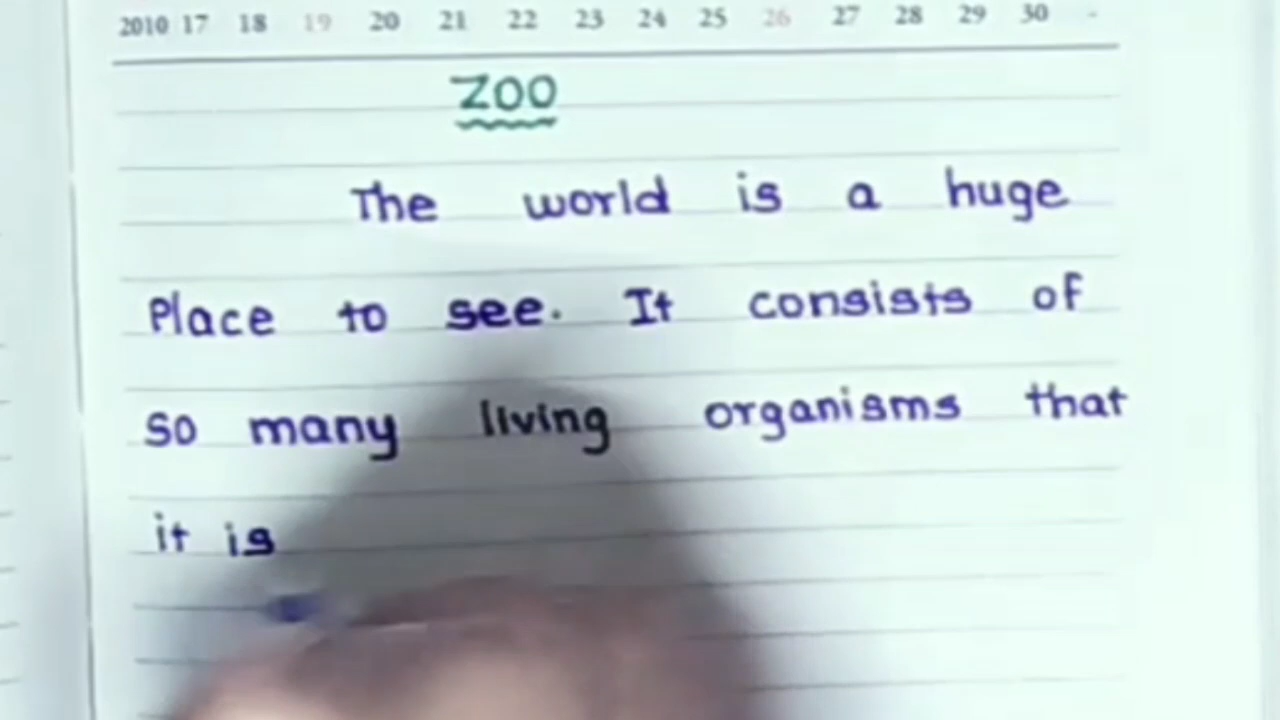 2010 17 18 19 20 21 22 23 24 25 26 27 28 29 30 -
ZOO
The world is a huge
Place to see. It consists of
so many living organisms that
it is